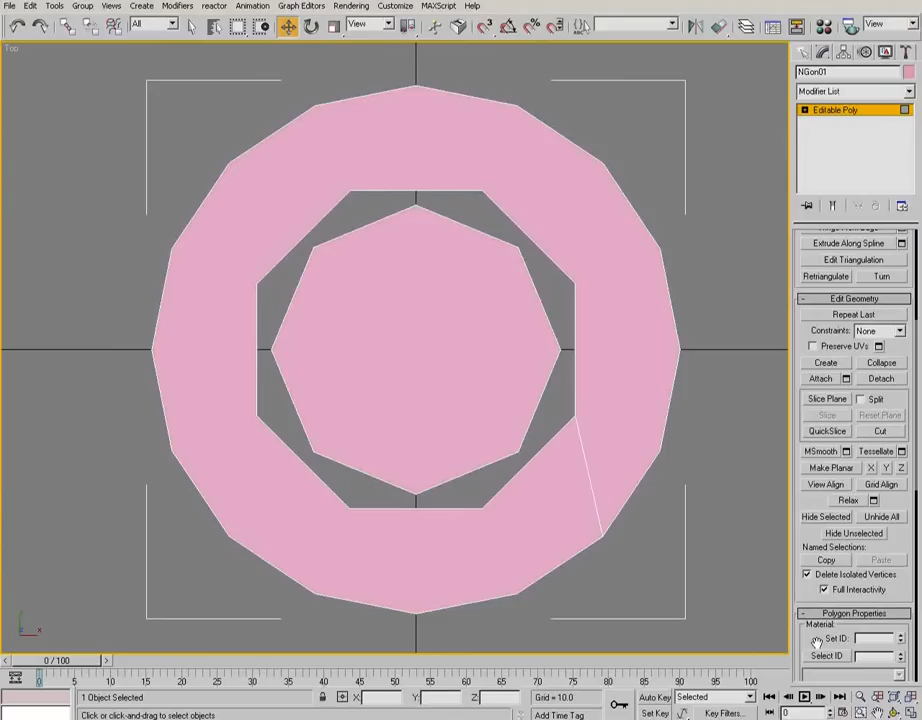 File Edit Tools Group Views Create Modifiers reactor Animation Graph Editors Rendering Customize MAXScript Help
All View View
Top
NGon01
Modifier List
Editable Poly
Extrude Along Spline
Edit Triangulation
Retriangulate Turn
- Edit Geometry
Repeat Last
Constraints: None
Preserve UVs
Create Collapse
Attach Detach
Slice Plane Split
Slice Reset Plane
QuickSlice Cut
MSmooth Tessellate
Make Planar X Y Z
View Align Grid Align
Relax
Hide Selected Unhide All
Hide Unselected
Named Selections:
Copy Paste
Delete Isolated Vertices
Full Interactivity
- Polygon Properties
Material:
Set ID:
Select ID
< 0 / 100 >
0 5 10 15 20 25 30 35 40 45 50 55 60 65 70 75 80 85 90 95 100
1 Object Selected X: Y: Z: Grid = 10.0 Auto Key Selected
Click or click-and-drag to select objects Add Time Tag Set Key Key Filters... 0